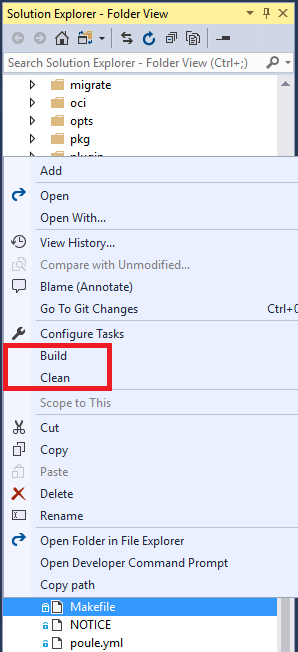 Solution Explorer - Folder View
Search Solution Explorer - Folder View (Ctrl+;)
migrate
oci
opts
pkg
plugin
Add
Open
Open With...
View History...
Compare with Unmodified...
Blame (Annotate)
Go To Git Changes Ctrl+0
Configure Tasks
Build
Clean
Scope to This
Cut
Copy
Paste
Delete
Rename
Open Folder in File Explorer
Open Developer Command Prompt
Copy path
Makefile
NOTICE
poule.yml